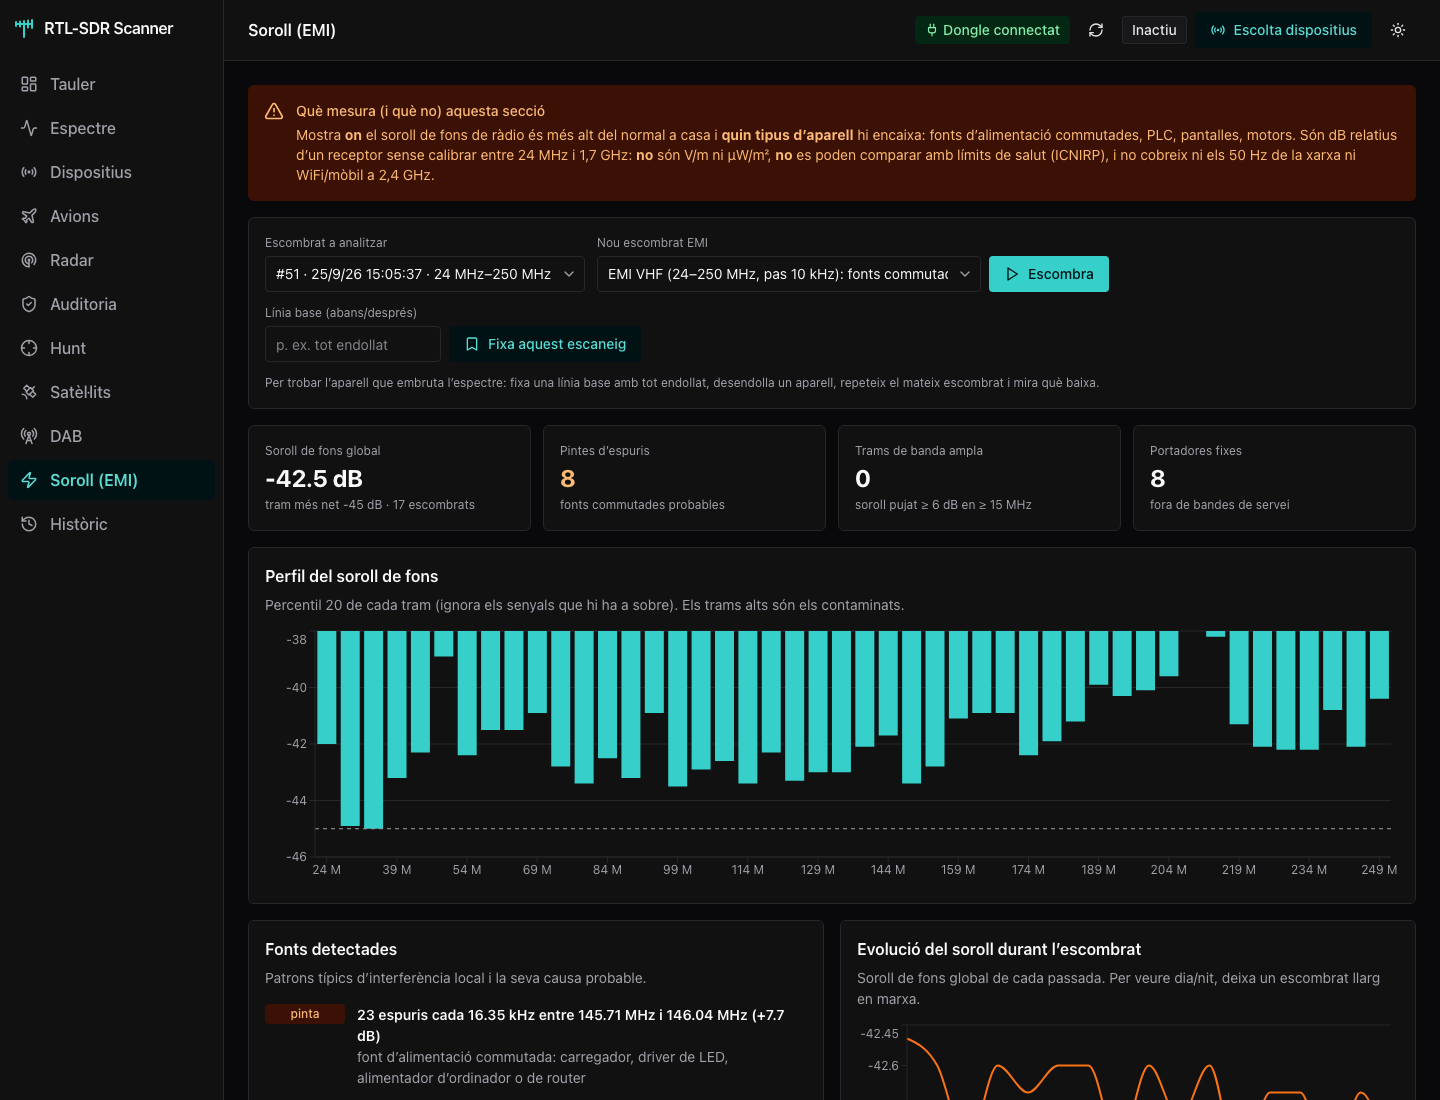 RTL-SDR Scanner
Tauler
Espectre
Dispositius
Avions
Radar
Auditoria
Hunt
Satèl·lits
DAB
Soroll (EMI)
Històric
Soroll (EMI)
Dongle connectat
Inactiu
Escolta dispositius
Què mesura (i què no) aquesta secció
Mostra on el soroll de fons de ràdio és més alt del normal a casa i quin tipus d’aparell hi encaixa: fonts d’alimentació commutades, PLC, pantalles, motors. Són dB relatius
d’un receptor sense calibrar entre 24 MHz i 1,7 GHz: no són V/m ni µW/m², no es poden comparar amb límits de salut (ICNIRP), i no cobreix ni els 50 Hz de la xarxa ni
WiFi/mòbil a 2,4 GHz.
Escombrat a analitzar
#51 · 25/9/26 15:05:37 · 24 MHz–250 MHz
Nou escombrat EMI
EMI VHF (24–250 MHz, pas 10 kHz): fonts commutac
Escombra
Línia base (abans/després)
p. ex. tot endollat
Fixa aquest escaneig
Per trobar l’aparell que embruta l’espectre: fixa una línia base amb tot endollat, desendolla un aparell, repeteix el mateix escombrat i mira què baixa.
Soroll de fons global
-42.5 dB
tram més net -45 dB · 17 escombrats
Pintes d’espuris
8
fonts commutades probables
Trams de banda ampla
0
soroll pujat ≥ 6 dB en ≥ 15 MHz
Portadores fixes
8
fora de bandes de servei
Perfil del soroll de fons
Percentil 20 de cada tram (ignora els senyals que hi ha a sobre). Els trams alts són els contaminats.
-38
-40
-42
-44
-46
24 M 39 M 54 M 69 M 84 M 99 M 114 M 129 M 144 M 159 M 174 M 189 M 204 M 219 M 234 M 249 M
Fonts detectades
Patrons típics d’interferència local i la seva causa probable.
pinta
23 espuris cada 16.35 kHz entre 145.71 MHz i 146.04 MHz (+7.7
dB)
font d’alimentació commutada: carregador, driver de LED,
alimentador d’ordinador o de router
Evolució del soroll durant l’escombrat
Soroll de fons global de cada passada. Per veure dia/nit, deixa un escombrat llarg
en marxa.
-42.45
-42.6